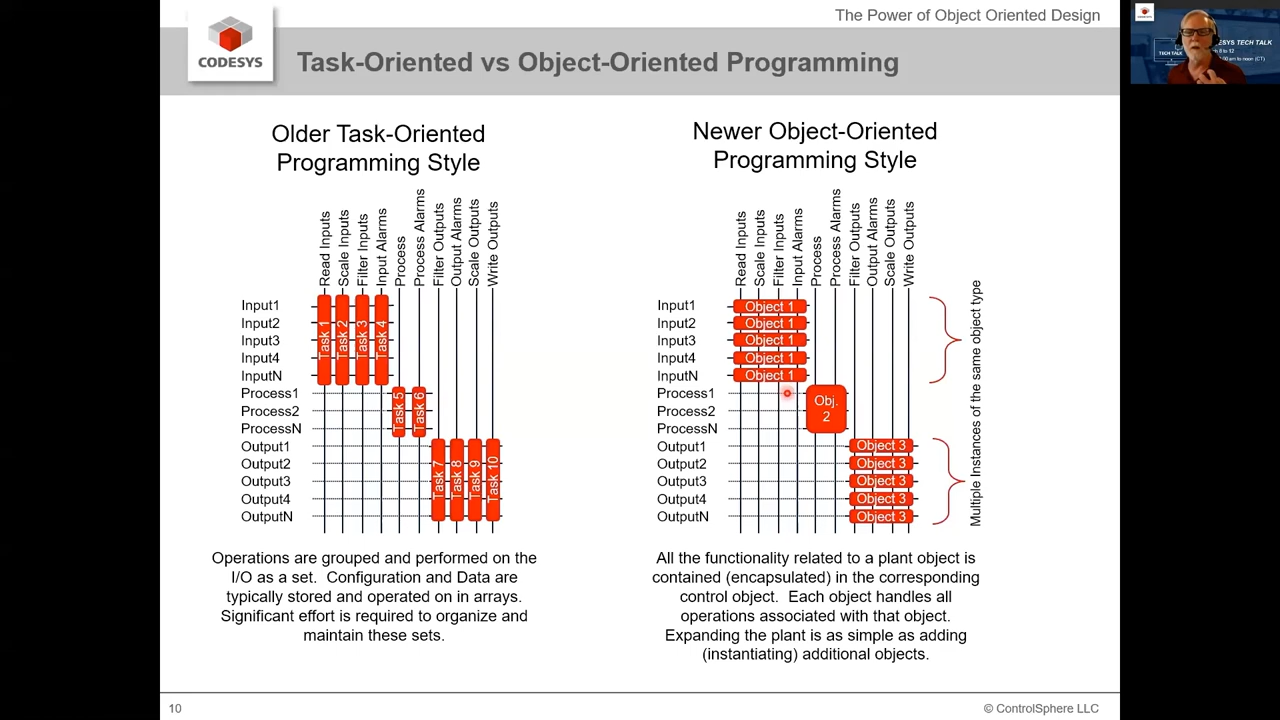 The Power of Object Oriented Design
CODESYS
Task-Oriented vs Object-Oriented Programming
CODESYS TECH TALK
TECH TALK
Older Task-Oriented
Programming Style
Read Inputs
Scale Inputs
Filter Inputs
Input Alarms
Process
Process Alarms
Filter Outputs
Output Alarms
Scale Outputs
Write Outputs
Input1
Input2
Input3
Input4
InputN
Process1
Process2
ProcessN
Output1
Output2
Output3
Output4
OutputN
Task 1
Task 2
Task 3
Task 4
Task 5
Task 6
Task 7
Task 8
Task 9
Task 10
Operations are grouped and performed on the
I/O as a set. Configuration and Data are
typically stored and operated on in arrays.
Significant effort is required to organize and
maintain these sets.
Newer Object-Oriented
Programming Style
Read Inputs
Scale Inputs
Filter Inputs
Input Alarms
Process
Process Alarms
Filter Outputs
Output Alarms
Scale Outputs
Write Outputs
Input1
Input2
Input3
Input4
InputN
Process1
Process2
ProcessN
Output1
Output2
Output3
Output4
OutputN
Object 1
Object 1
Object 1
Object 1
Object 1
Obj.
2
Object 3
Object 3
Object 3
Object 3
Object 3
Multiple Instances of the same object type
All the functionality related to a plant object is
contained (encapsulated) in the corresponding
control object. Each object handles all
operations associated with that object.
Expanding the plant is as simple as adding
(instantiating) additional objects.
10
© ControlSphere LLC